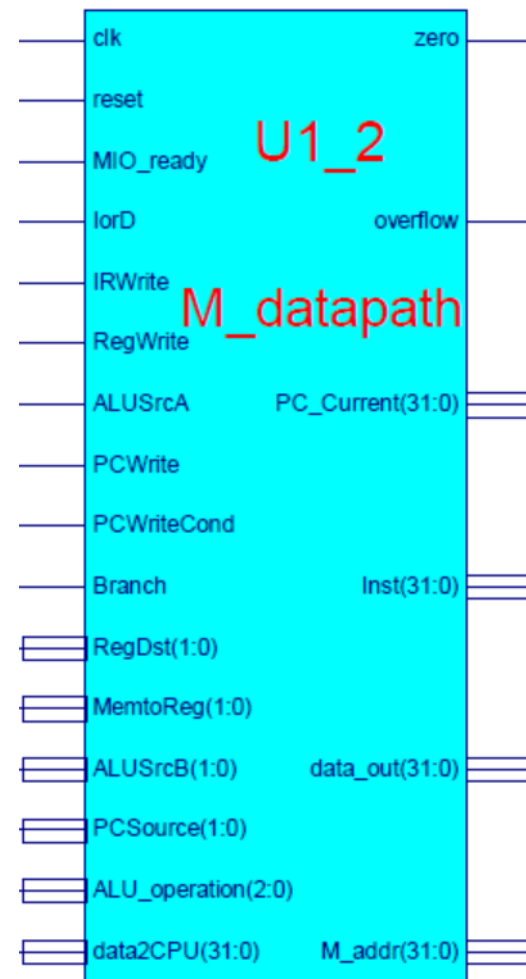 clk zero
reset
U1_2
MIO_ready
IorD overflow
IRWrite
M_datapath
RegWrite
ALUSrcA PC_Current(31:0)
PCWrite
PCWriteCond
Branch Inst(31:0)
RegDst(1:0)
MemtoReg(1:0)
ALUSrcB(1:0) data_out(31:0)
PCSource(1:0)
ALU_operation(2:0)
data2CPU(31:0) M_addr(31:0)